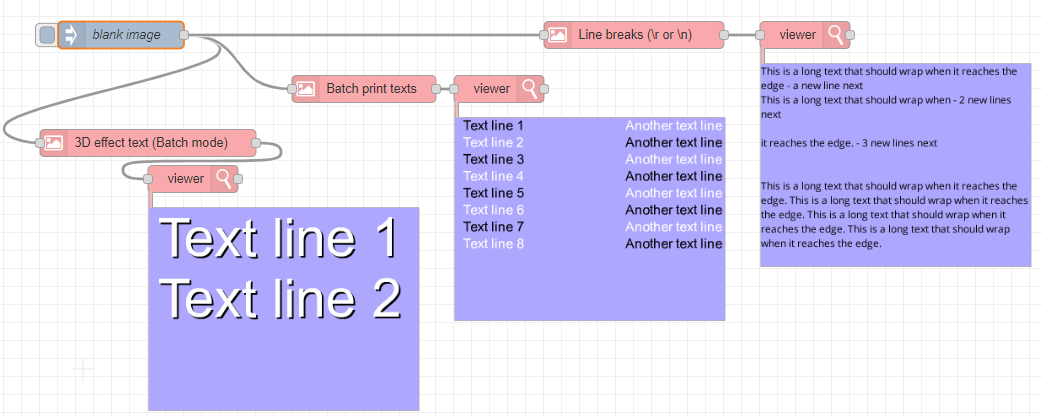 blank image
Line breaks (\r or \n)
viewer
This is a long text that should wrap when it reaches the
edge - a new line next
This is a long text that should wrap when - 2 new lines
next
it reaches the edge. - 3 new lines next
This is a long text that should wrap when it reaches the
edge. This is a long text that should wrap when it reaches
the edge. This is a long text that should wrap when it
reaches the edge. This is a long text that should wrap
when it reaches the edge.
Batch print texts
viewer
Text line 1 Another text line
Text line 2 Another text line
Text line 3 Another text line
Text line 4 Another text line
Text line 5 Another text line
Text line 6 Another text line
Text line 7 Another text line
Text line 8 Another text line
3D effect text (Batch mode)
viewer
Text line 1
Text line 2